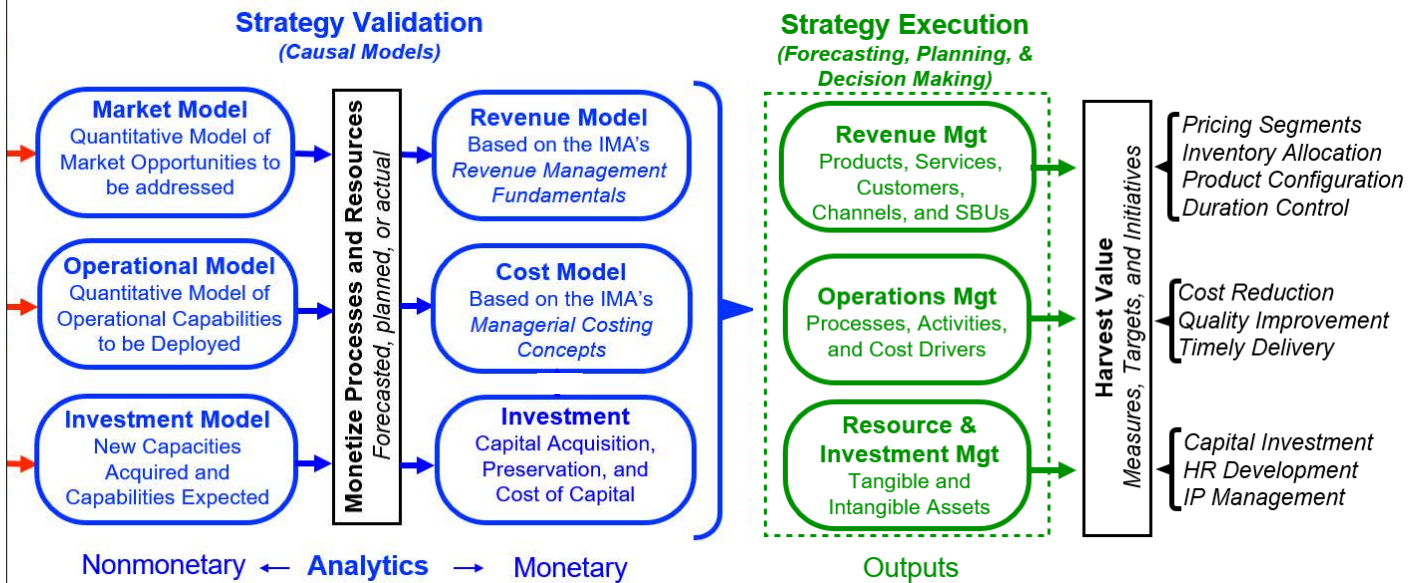 Strategy Validation
(Causal Models)
Market Model
Quantitative Model of
Market Opportunities to
be addressed
Operational Model
Quantitative Model of
Operational Capabilities
to be Deployed
Investment Model
New Capacities
Acquired and
Capabilities Expected
Monetize Processes and Resources
Forecasted, planned, or actual
Revenue Model
Based on the IMA's
Revenue Management
Fundamentals
Cost Model
Based on the IMA's
Managerial Costing
Concepts
Investment
Capital Acquisition,
Preservation, and
Cost of Capital
Nonmonetary ← Analytics → Monetary
Strategy Execution
(Forecasting, Planning, &
Decision Making)
Revenue Mgt
Products, Services,
Customers,
Channels, and SBUs
Operations Mgt
Processes, Activities,
and Cost Drivers
Resource &
Investment Mgt
Tangible and
Intangible Assets
Outputs
Harvest Value
Measures, Targets, and Initiatives
Pricing Segments
Inventory Allocation
Product Configuration
Duration Control
Cost Reduction
Quality Improvement
Timely Delivery
Capital Investment
HR Development
IP Management